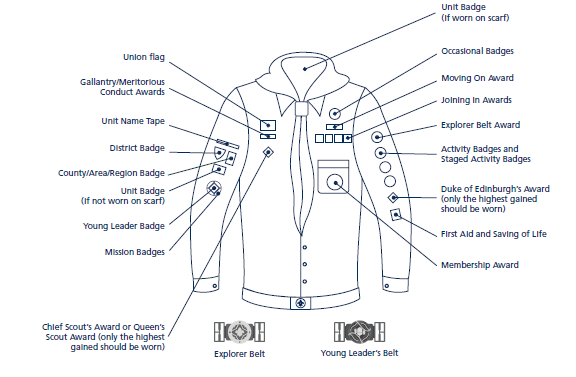 Unit Badge
(If worn on scarf)
Union flag
Occasional Badges
Gallantry/Meritorious
Conduct Awards
Moving On Award
Joining In Awards
Unit Name Tape
Explorer Belt Award
District Badge
Activity Badges and
Staged Activity Badges
County/Area/Region Badge
Unit Badge
(If not worn on scarf)
Duke of Edinburgh's Award
(only the highest gained
should be worn)
Young Leader Badge
First Aid and Saving of Life
Mission Badges
Membership Award
Chief Scout's Award or Queen's
Scout Award (only the highest
gained should be worn)
Explorer Belt
Young Leader's Belt